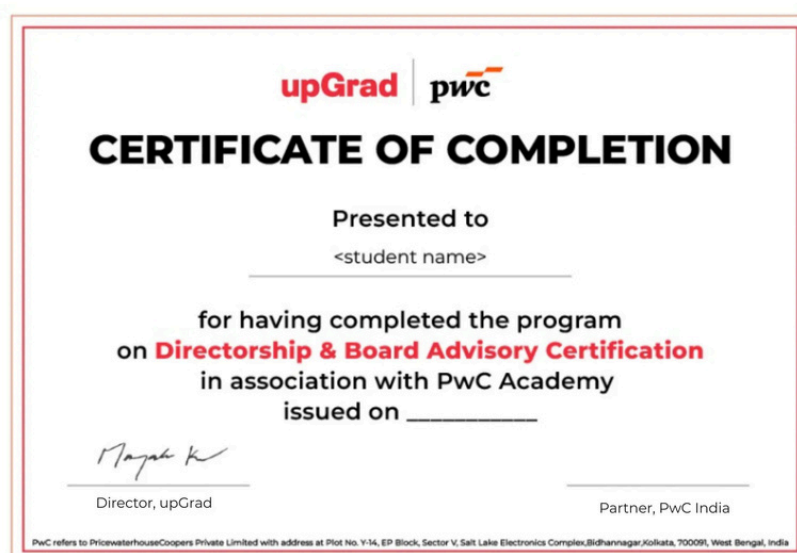 upGrad pwc
CERTIFICATE OF COMPLETION
Presented to
<student name>
for having completed the program
on Directorship & Board Advisory Certification
in association with PwC Academy
issued on ___________
Director, upGrad
Partner, PwC India
PwC refers to PricewaterhouseCoopers Private Limited with address at Plot No. Y-14, EP Block, Sector V, Salt Lake Electronics Complex,Bidhannagar,Kolkata, 700091, West Bengal, India